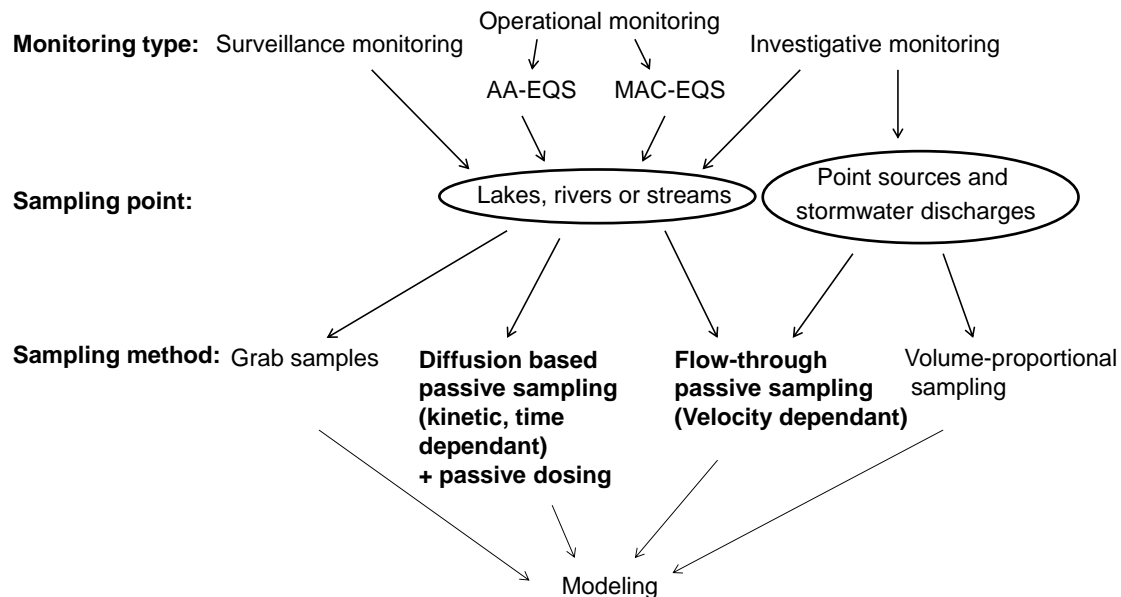 Operational monitoring
Monitoring type: Surveillance monitoring
Investigative monitoring
AA-EQS
MAC-EQS
Sampling point:
Lakes, rivers or streams
Point sources and
stormwater discharges
Sampling method: Grab samples
Diffusion based
passive sampling
(kinetic, time
dependant)
+ passive dosing
Flow-through
passive sampling
(Velocity dependant)
Volume-proportional
sampling
Modeling